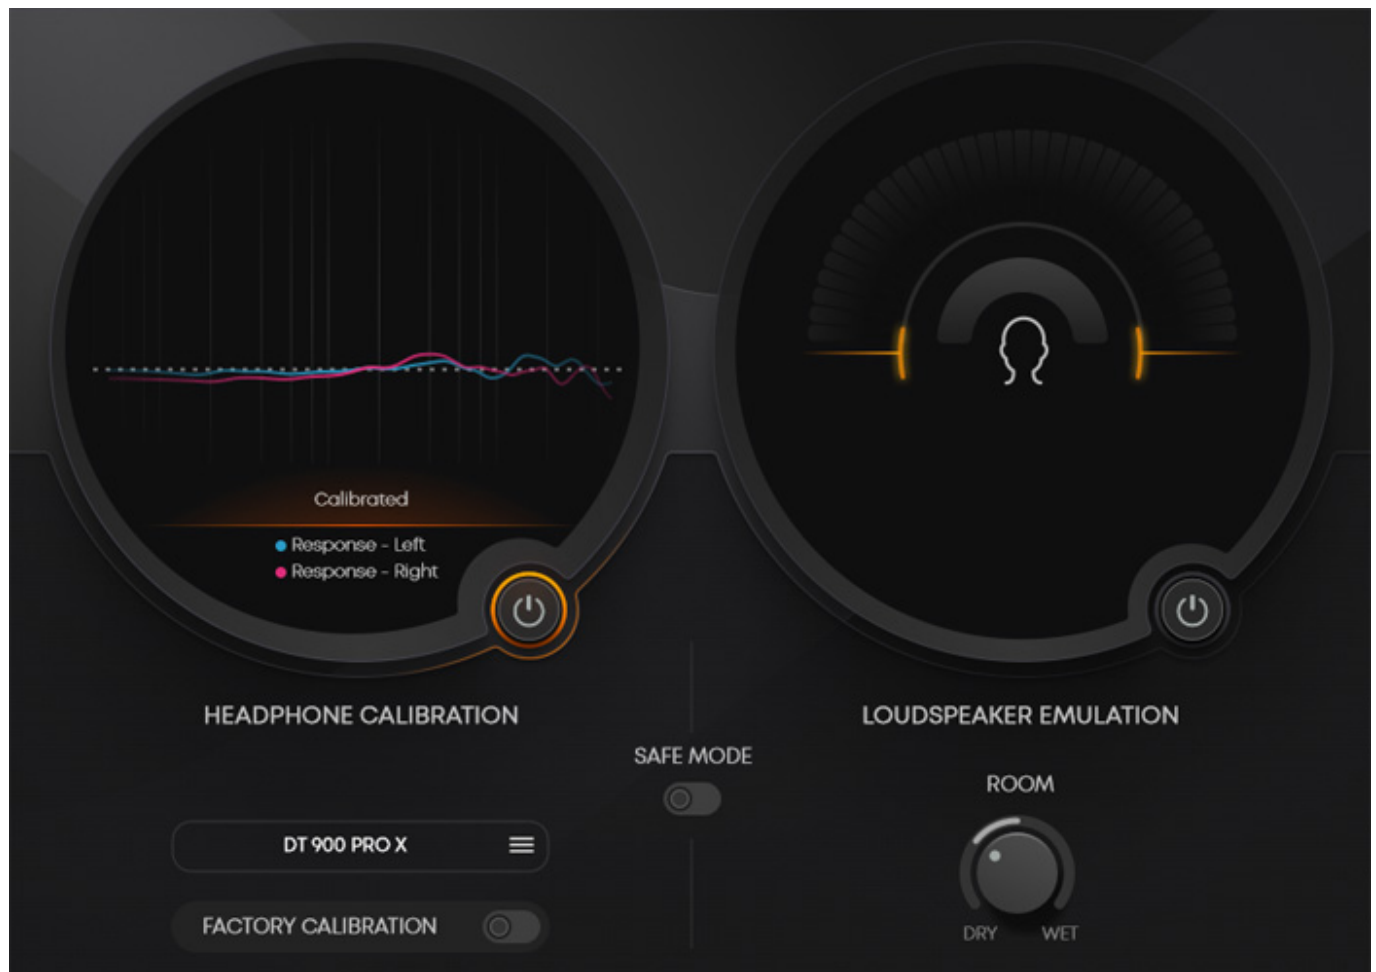 Calibrated
Response - Left
Response - Right
HEADPHONE CALIBRATION
LOUDSPEAKER EMULATION
SAFE MODE
ROOM
DT 900 PRO X
FACTORY CALIBRATION
DRY
WET